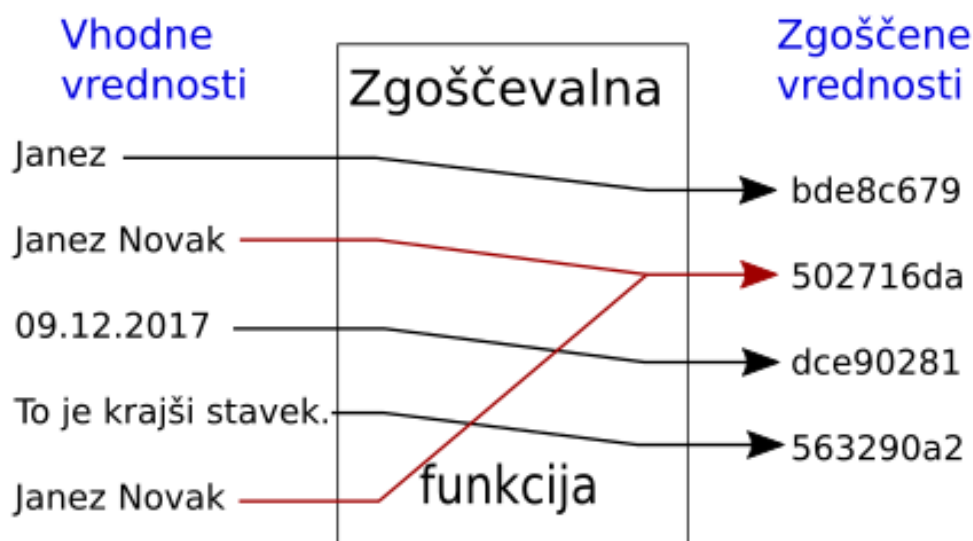 Vhodne
vrednosti
Zgoščevalna
funkcija
Zgoščene
vrednosti
Janez
bde8c679
Janez Novak
502716da
09.12.2017
dce90281
To je krajši stavek.
563290a2
Janez Novak